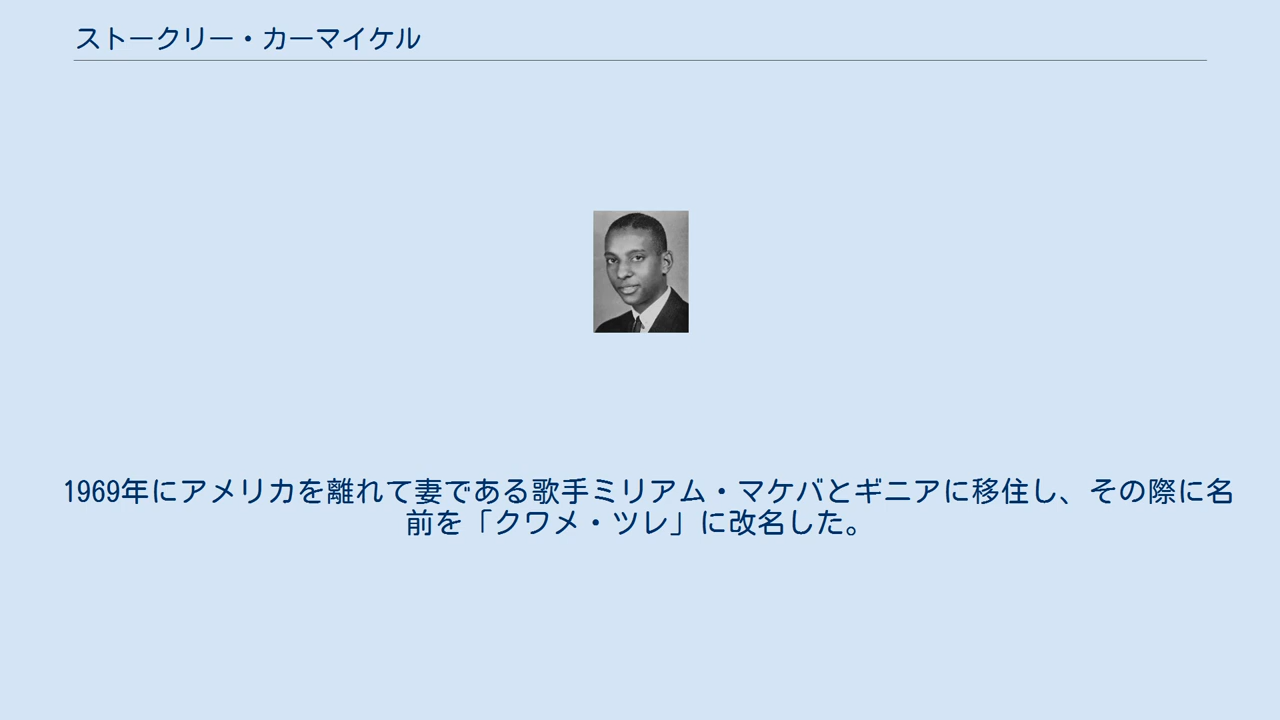 ストークリー・カーマイケル
1969年にアメリカを離れて妻である歌手ミリアム・マケバとギニアに移住し、その際に名
前を「クワメ・ツレ」に改名した。